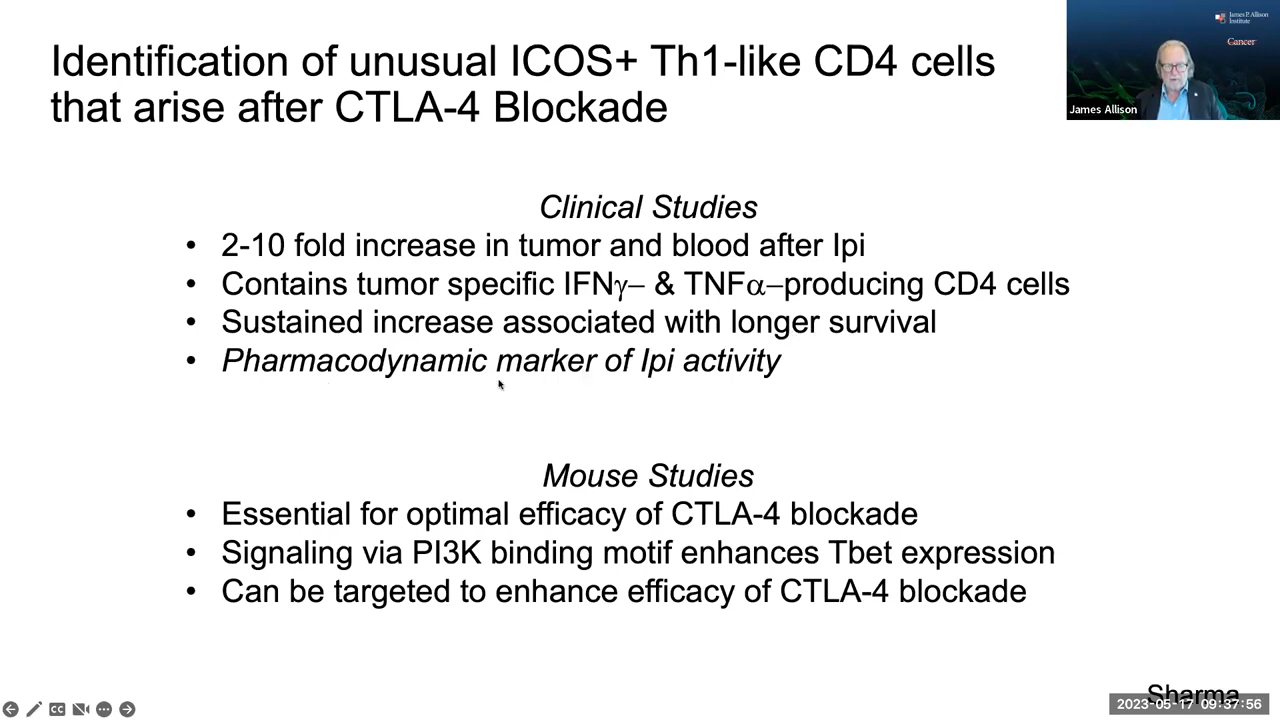 Identification of unusual ICOS+ Th1-like CD4 cells
that arise after CTLA-4 Blockade
James P. Allison
Institute
Cancer
James Allison
Clinical Studies
• 2-10 fold increase in tumor and blood after Ipi
• Contains tumor specific IFNγ– & TNFα–producing CD4 cells
• Sustained increase associated with longer survival
• Pharmacodynamic marker of Ipi activity
Mouse Studies
• Essential for optimal efficacy of CTLA-4 blockade
• Signaling via PI3K binding motif enhances Tbet expression
• Can be targeted to enhance efficacy of CTLA-4 blockade
Sharma
CC
2023-05-17 09:37:56